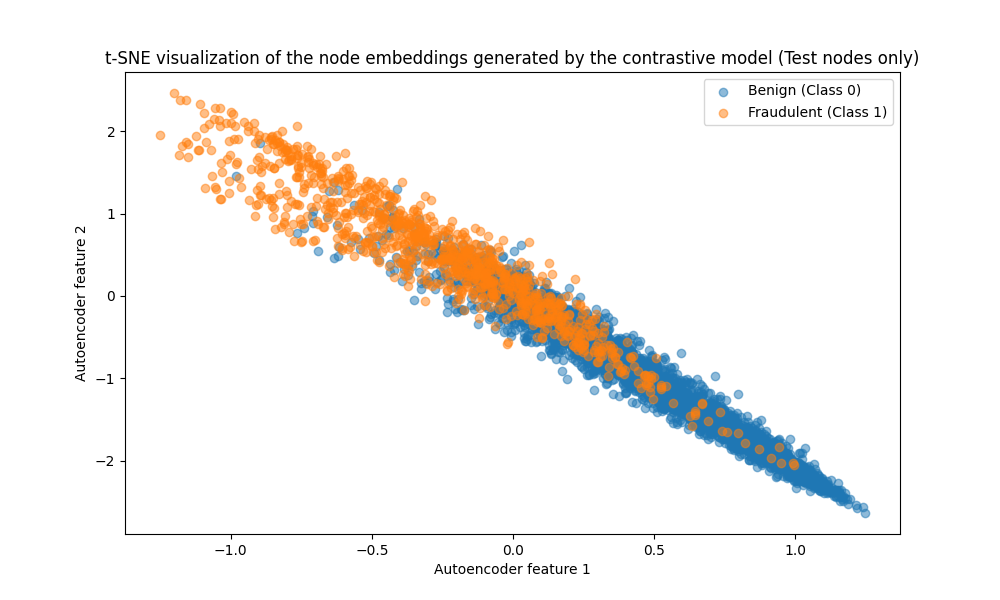 t-SNE visualization of the node embeddings generated by the contrastive model (Test nodes only)
Benign (Class 0)
Fraudulent (Class 1)
Autoencoder feature 2
2
1
0
−1
−2
−1.0
−0.5
0.0
0.5
1.0
Autoencoder feature 1